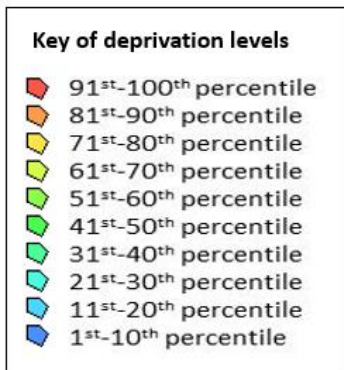 Key of deprivation levels
91st-100th percentile
81st-90th percentile
71st-80th percentile
61st-70th percentile
51st-60th percentile
41st-50th percentile
31st-40th percentile
21st-30th percentile
11st-20th percentile
1st-10th percentile